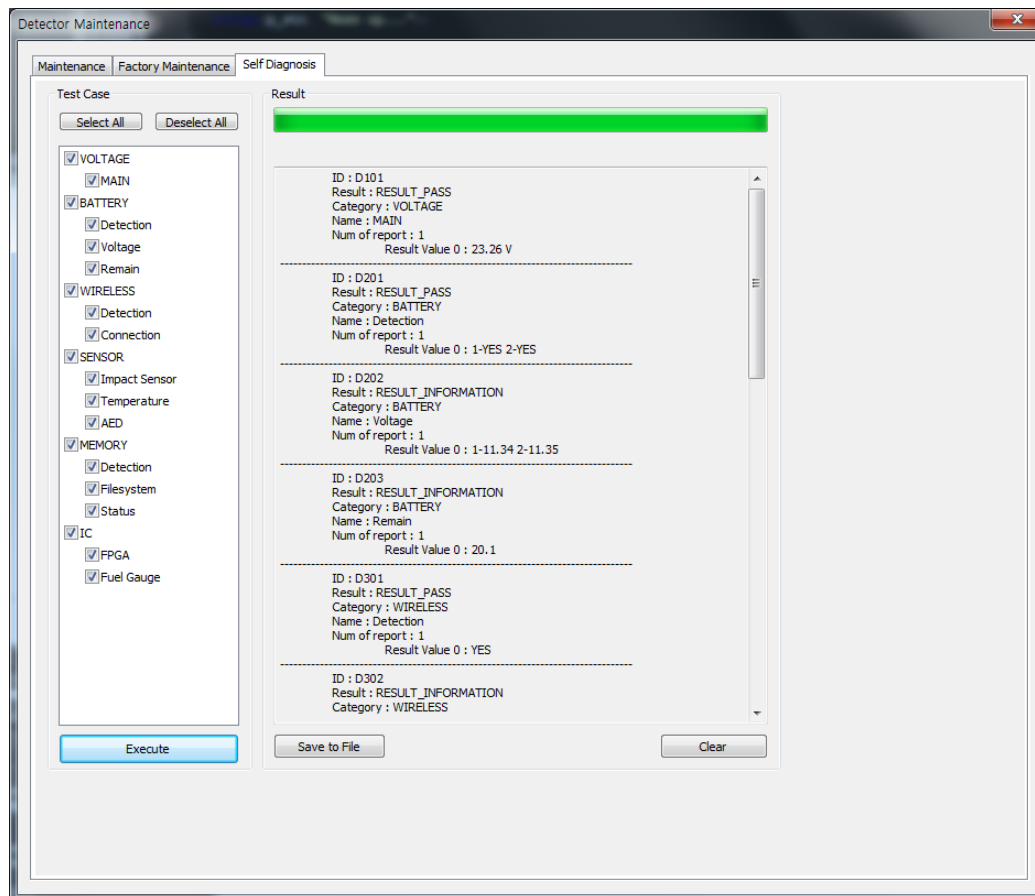 Detector Maintenance
Maintenance
Factory Maintenance
Self Diagnosis
Test Case
Select All
Deselect All
VOLTAGE
MAIN
BATTERY
Detection
Voltage
Remain
WIRELESS
Detection
Connection
SENSOR
Impact Sensor
Temperature
AED
MEMORY
Detection
Filesystem
Status
IC
FPGA
Fuel Gauge
Execute
Result
ID : D101
Result : RESULT_PASS
Category : VOLTAGE
Name : MAIN
Num of report : 1
Result Value 0 : 23.26 V
--------------------------------------------------------------------------------
ID : D201
Result : RESULT_PASS
Category : BATTERY
Name : Detection
Num of report : 1
Result Value 0 : 1-YES 2-YES
--------------------------------------------------------------------------------
ID : D202
Result : RESULT_INFORMATION
Category : BATTERY
Name : Voltage
Num of report : 1
Result Value 0 : 1-11.34 2-11.35
--------------------------------------------------------------------------------
ID : D203
Result : RESULT_INFORMATION
Category : BATTERY
Name : Remain
Num of report : 1
Result Value 0 : 20.1
--------------------------------------------------------------------------------
ID : D301
Result : RESULT_PASS
Category : WIRELESS
Name : Detection
Num of report : 1
Result Value 0 : YES
--------------------------------------------------------------------------------
ID : D302
Result : RESULT_INFORMATION
Category : WIRELESS
Save to File
Clear